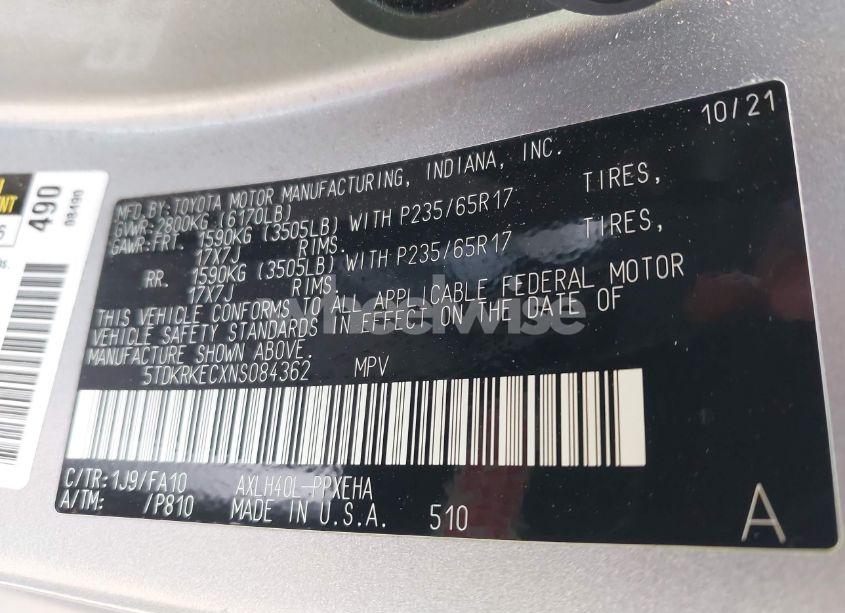 10/21
MFD.BY:TOYOTA MOTOR MANUFACTURING, INDIANA, INC.
GVWR:2800KG (6170LB)
GAWR:FRT. 1590KG (3505LB) WITH P235/65R17 TIRES,
17X7J RIMS.
RR. 1590KG (3505LB) WITH P235/65R17 TIRES,
17X7J RIMS.
THIS VEHICLE CONFORMS TO ALL APPLICABLE FEDERAL MOTOR
VEHICLE SAFETY STANDARDS IN EFFECT ON THE DATE OF
MANUFACTURE SHOWN ABOVE.
5TDKRKECXNS084362 MPV
C/TR:1J9/FA10 AXLH40L-PPXEHA
A/TM: /P810 MADE IN U.S.A. 510
A
490
08490
wheelwise